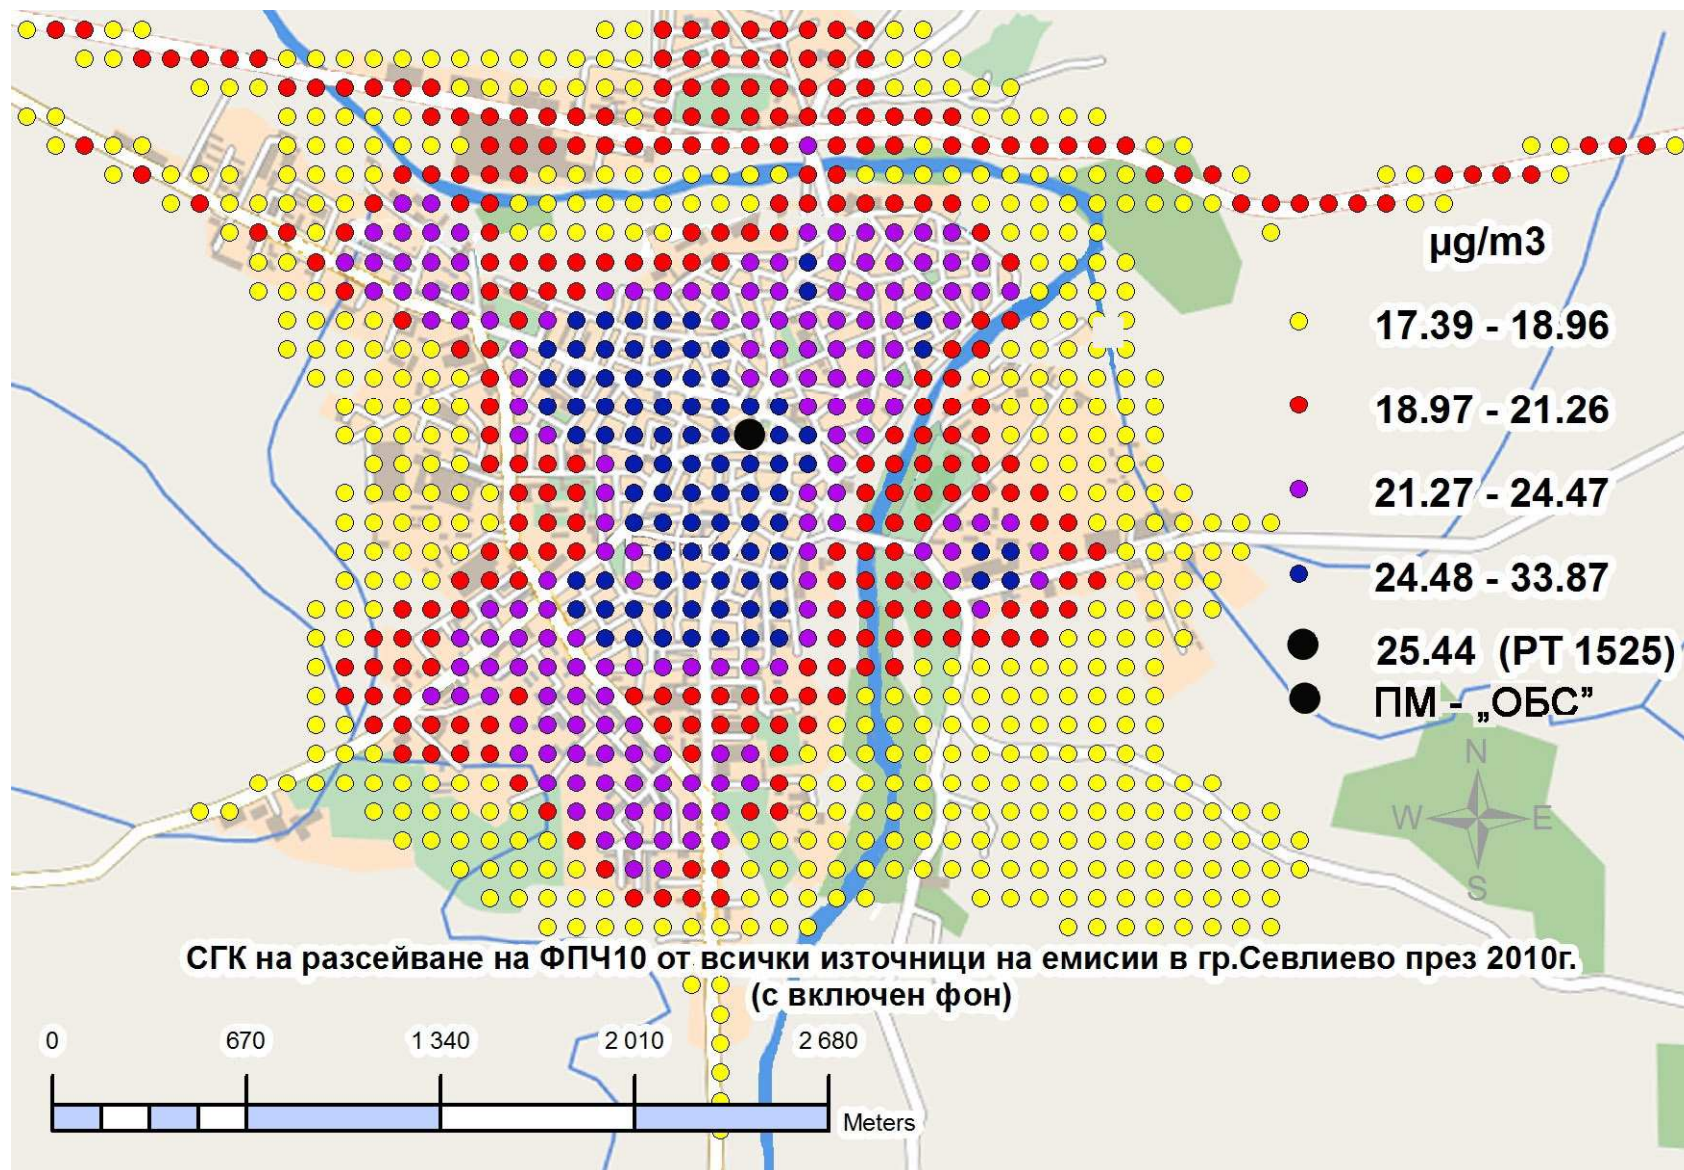 µg/m3
17.39 - 18.96
18.97 - 21.26
21.27 - 24.47
24.48 - 33.87
25.44 (РТ 1525)
ПМ - „ОБС”
N
W E
S
СГК на разсейване на ФПЧ10 от всички източници на емисии в гр.Севлиево през 2010г.
(с включен фон)
0 670 1 340 2 010 2 680
Meters